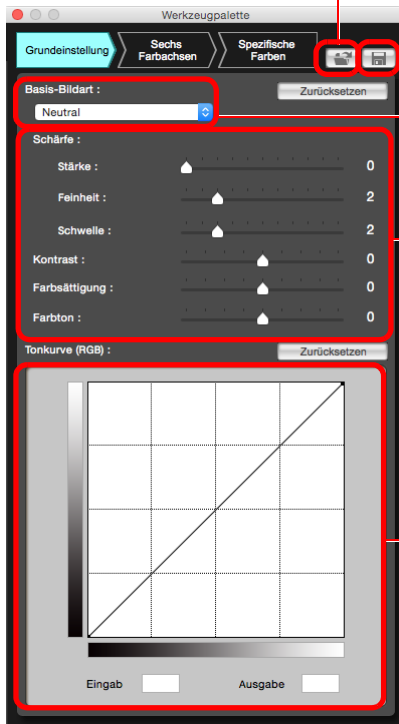 Werkzeugpalette
Grundeinstellung
Sechs
Farbachsen
Spezifische
Farben
Basis-Bildart :
Zurücksetzen
Neutral
Schärfe :
Stärke : 0
Feinheit : 2
Schwelle : 2
Kontrast : 0
Farbsättigung : 0
Farbton : 0
Tonkurve (RGB) :
Zurücksetzen
Eingab
Ausgabe